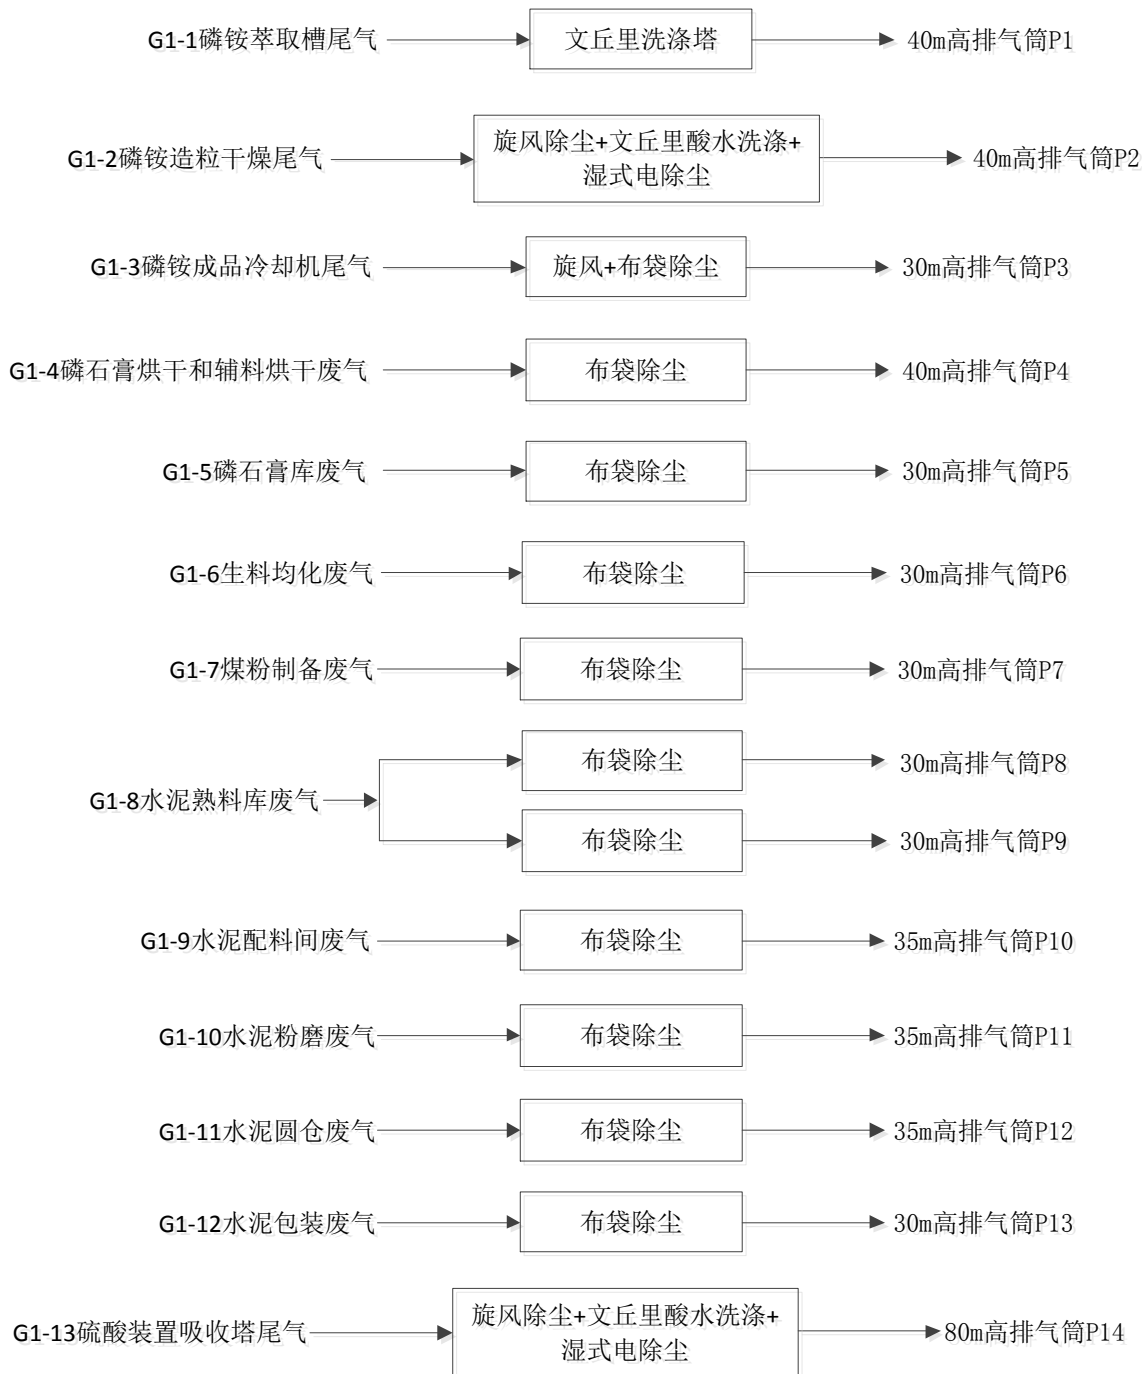 G1-1磷铵萃取槽尾气
文丘里洗涤塔
40m高排气筒P1
G1-2磷铵造粒干燥尾气
旋风除尘+文丘里酸水洗涤+
湿式电除尘
40m高排气筒P2
G1-3磷铵成品冷却机尾气
旋风+布袋除尘
30m高排气筒P3
G1-4磷石膏烘干和辅料烘干废气
布袋除尘
40m高排气筒P4
G1-5磷石膏库废气
布袋除尘
30m高排气筒P5
G1-6生料均化废气
布袋除尘
30m高排气筒P6
G1-7煤粉制备废气
布袋除尘
30m高排气筒P7
G1-8水泥熟料库废气
布袋除尘
30m高排气筒P8
布袋除尘
30m高排气筒P9
G1-9水泥配料间废气
布袋除尘
35m高排气筒P10
G1-10水泥粉磨废气
布袋除尘
35m高排气筒P11
G1-11水泥圆仓废气
布袋除尘
35m高排气筒P12
G1-12水泥包装废气
布袋除尘
30m高排气筒P13
G1-13硫酸装置吸收塔尾气
旋风除尘+文丘里酸水洗涤+
湿式电除尘
80m高排气筒P14